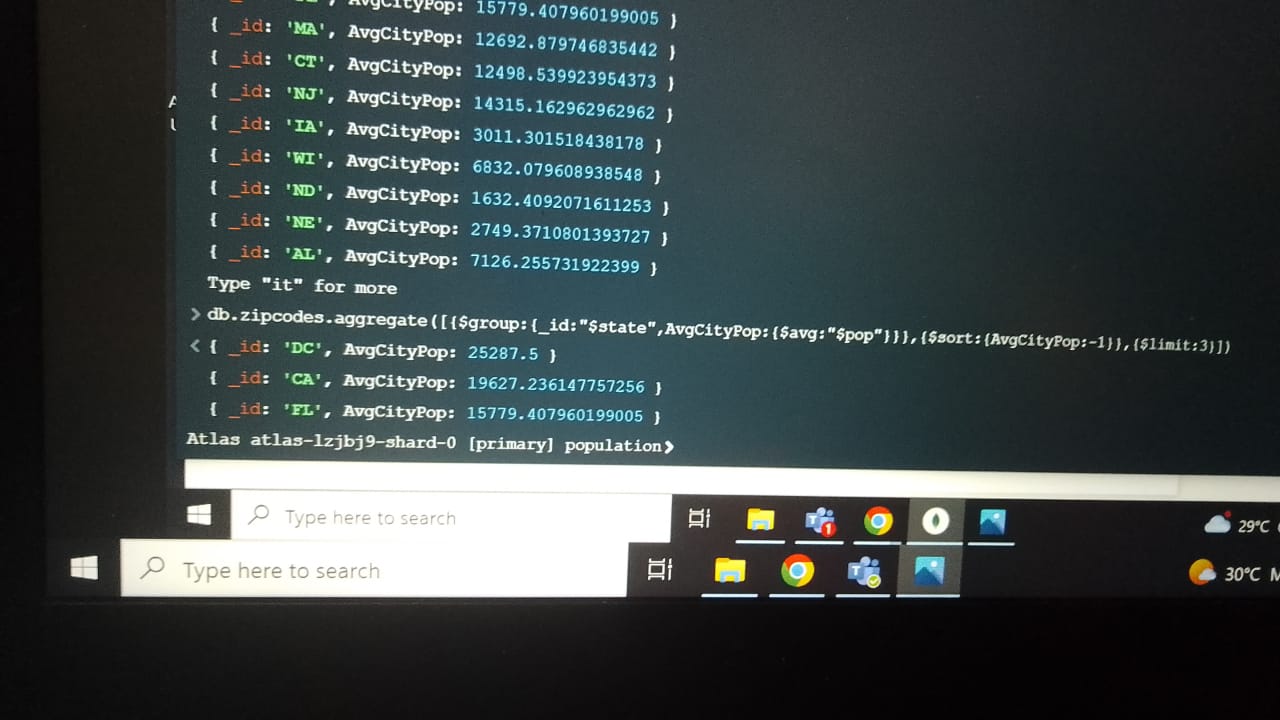 AvgCityPop: 15779.407960199005 }
{ _id: 'MA', AvgCityPop: 12692.879746835442 }
{ _id: 'CT', AvgCityPop: 12498.539923954373 }
{ _id: 'NJ', AvgCityPop: 14315.162962962962 }
{ _id: 'IA', AvgCityPop: 3011.301518438178 }
{ _id: 'WI', AvgCityPop: 6832.079608938548 }
{ _id: 'ND', AvgCityPop: 1632.4092071611253 }
{ _id: 'NE', AvgCityPop: 2749.3710801393727 }
{ _id: 'AL', AvgCityPop: 7126.255731922399 }
Type "it" for more
> db.zipcodes.aggregate([{$group:{_id:"$state",AvgCityPop:{$avg:"$pop"}}},{$sort:{AvgCityPop:-1}},{$limit:3}])
< { _id: 'DC', AvgCityPop: 25287.5 }
{ _id: 'CA', AvgCityPop: 19627.236147757256 }
{ _id: 'FL', AvgCityPop: 15779.407960199005 }
Atlas atlas-lzjbj9-shard-0 [primary] population>
Type here to search
T 1
29°C
Type here to search
T
30°C M